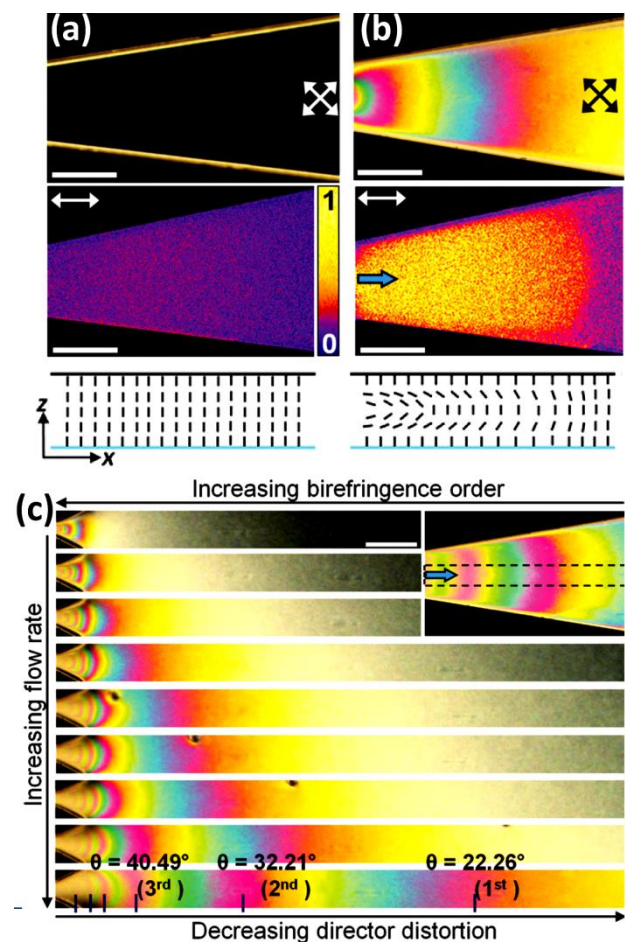 (a)
(b)
1
0
z
x
(c)
Increasing birefringence order
Increasing flow rate
θ = 40.49°
θ = 32.21°
θ = 22.26°
(3rd )
(2nd )
(1st )
Decreasing director distortion